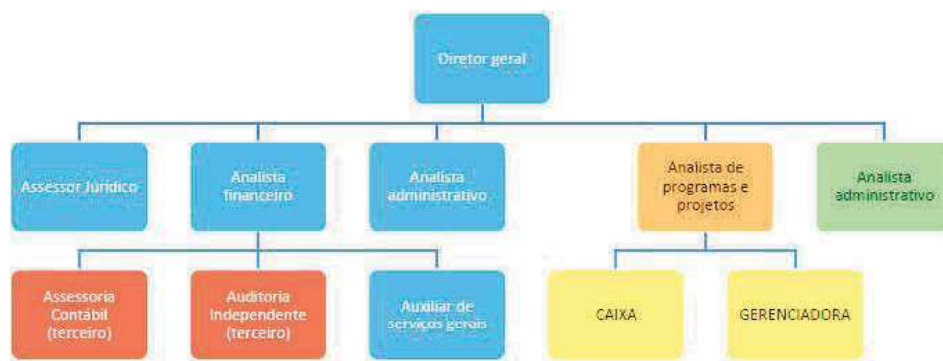 Diretor geral
Assessor Jurídico
Analista
financeiro
Analista
administrativo
Analista de
programas e
projetos
Analista
administrativo
Assessoria
Contábil
(terceiro)
Auditoria
Independente
(terceiro)
Auxiliar de
serviços gerais
CAIXA
GERENCIADORA